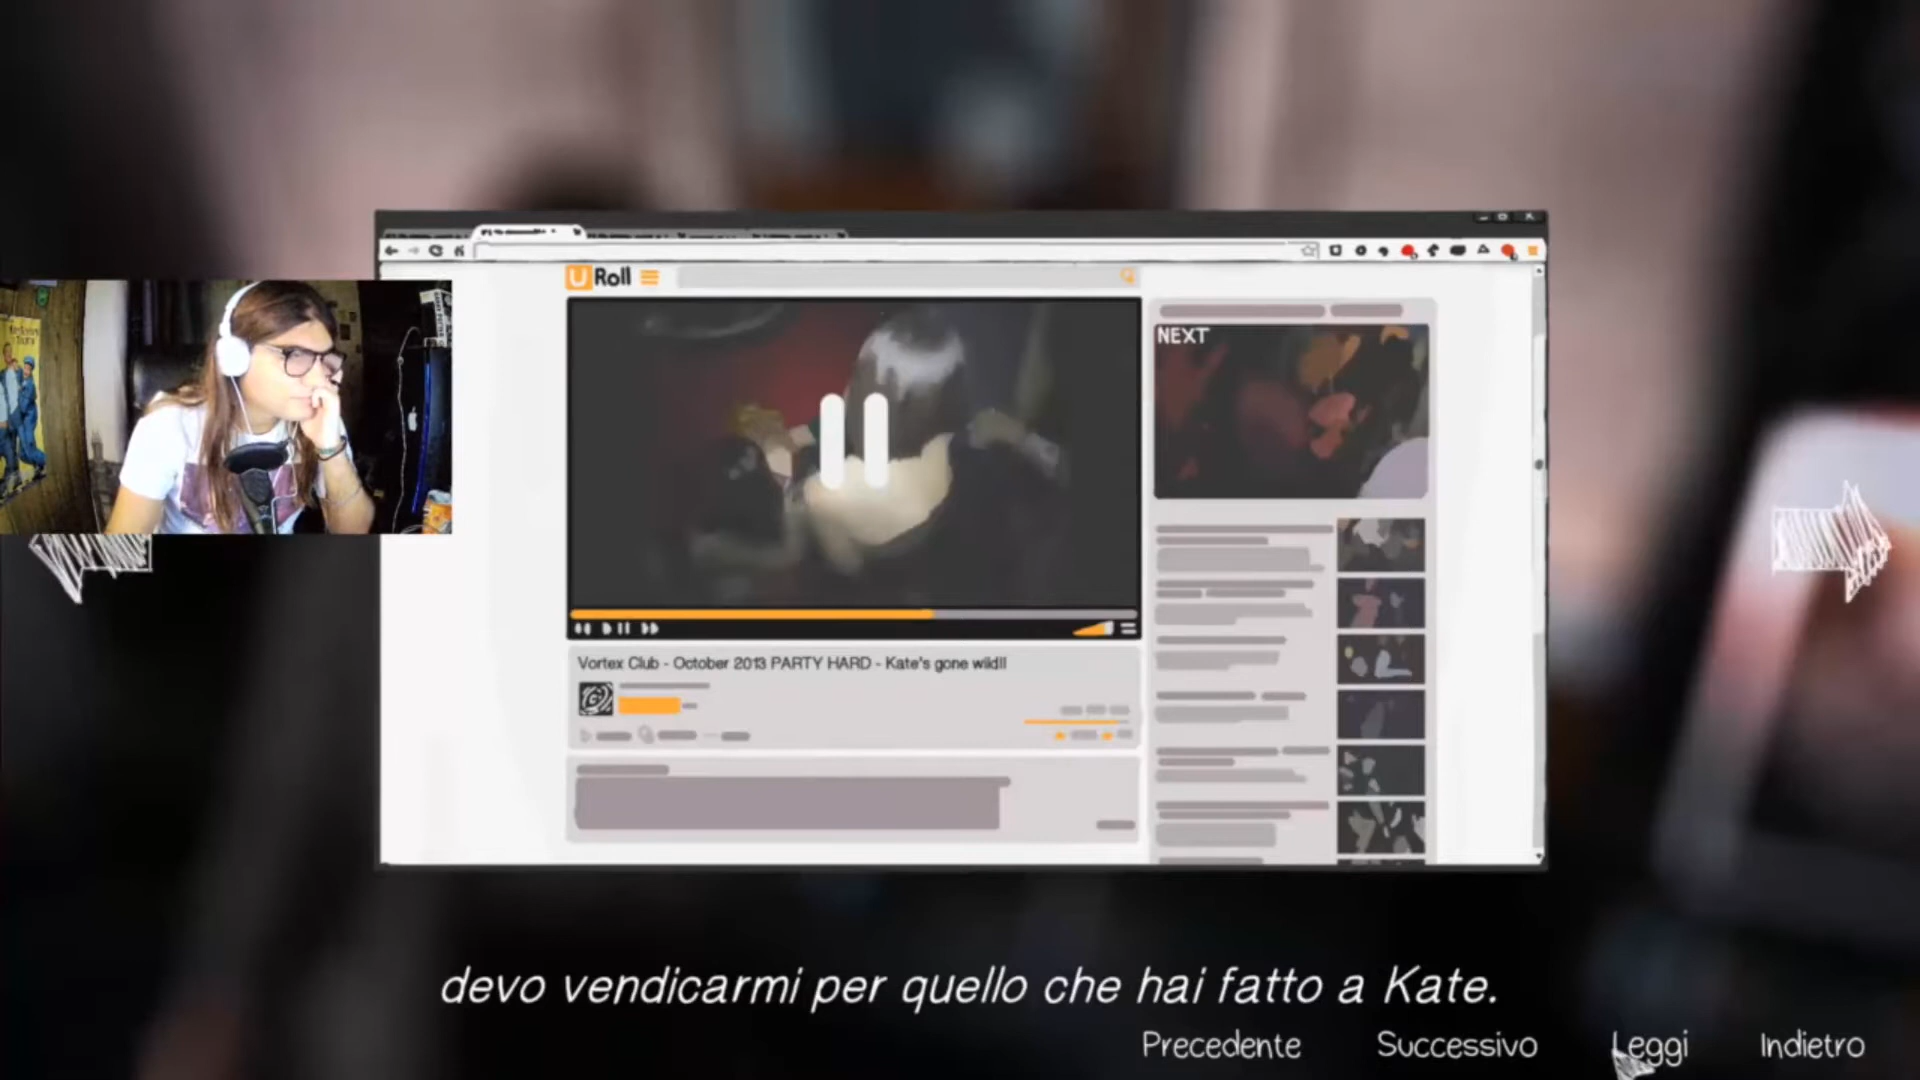 U Roll
NEXT
Vortex Club - October 2013 PARTY HARD - Kate's gone wild!!
devo vendicarmi per quello che hai fatto a Kate.
Precedente Successivo Leggi Indietro